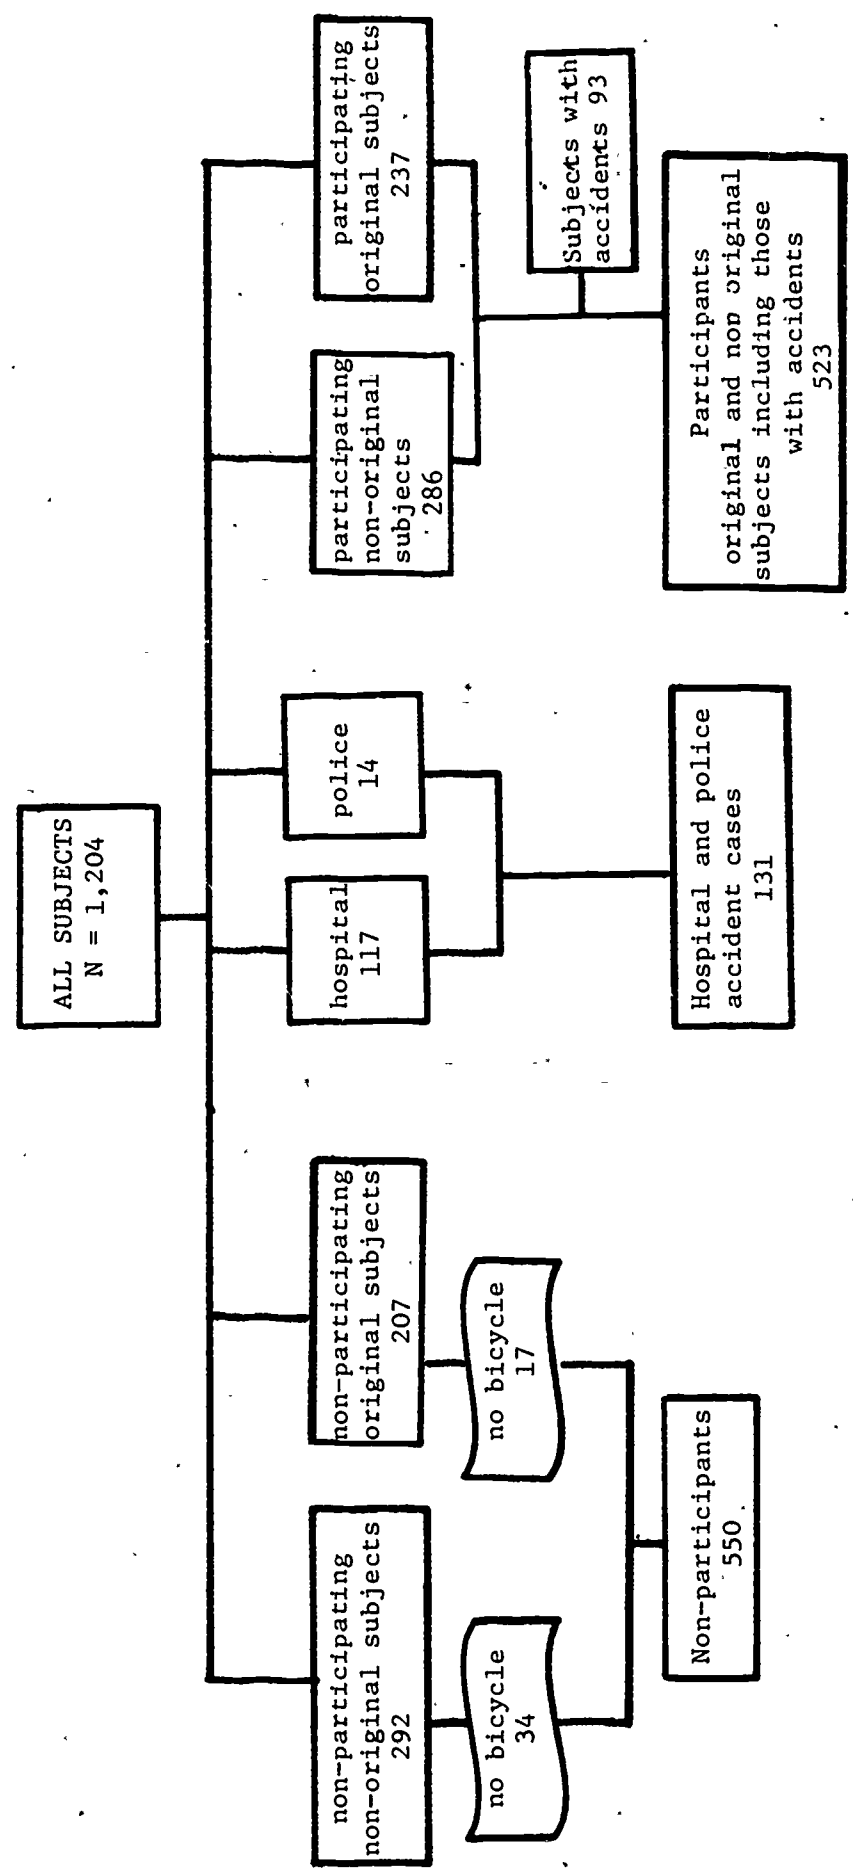 ALL SUBJECTS
N = 1,204
non-participating
non-original subjects
292
non-participating
original subjects
207
hospital
117
police
14
participating
non-original
subjects
286
participating
original subjects
237
no bicycle
34
no bicycle
17
Subjects with
accidents 93
Non-participants
550
Hospital and police
accident cases
131
Participants
original and non original
subjects including those
with accidents
523